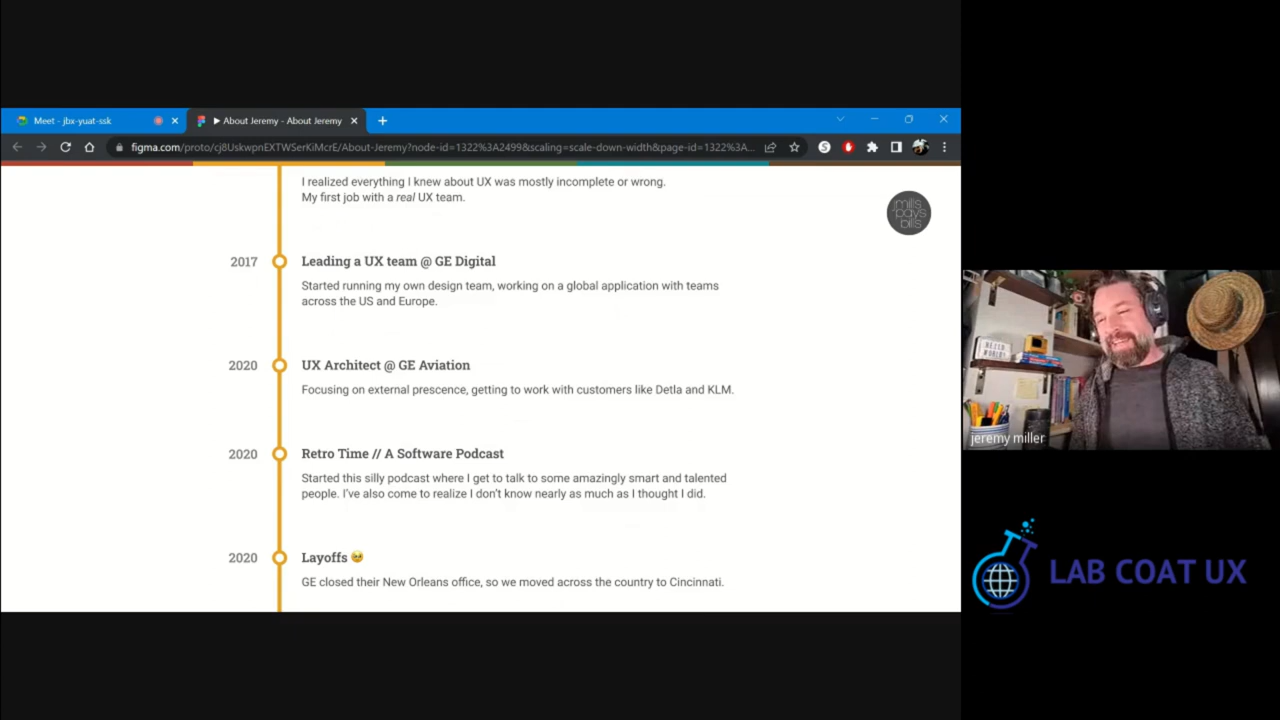 Meet - jbx-yuat-ssk
About Jeremy - About Jeremy
figma.com/proto/cj8UskwpnEXTWSerKiMcrE/About-Jeremy?node-id=1322%3A2499&scaling=scale-down-width&page-id=1322%3A...
I realized everything I knew about UX was mostly incomplete or wrong.
My first job with a real UX team.
mills
pays
bills
2017
Leading a UX team @ GE Digital
Started running my own design team, working on a global application with teams
across the US and Europe.
2020
UX Architect @ GE Aviation
Focusing on external prescence, getting to work with customers like Detla and KLM.
2020
Retro Time // A Software Podcast
Started this silly podcast where I get to talk to some amazingly smart and talented
people. I've also come to realize I don't know nearly as much as I thought I did.
2020
Layoffs 🥹
GE closed their New Orleans office, so we moved across the country to Cincinnati.
jeremy miller
LAB COAT UX